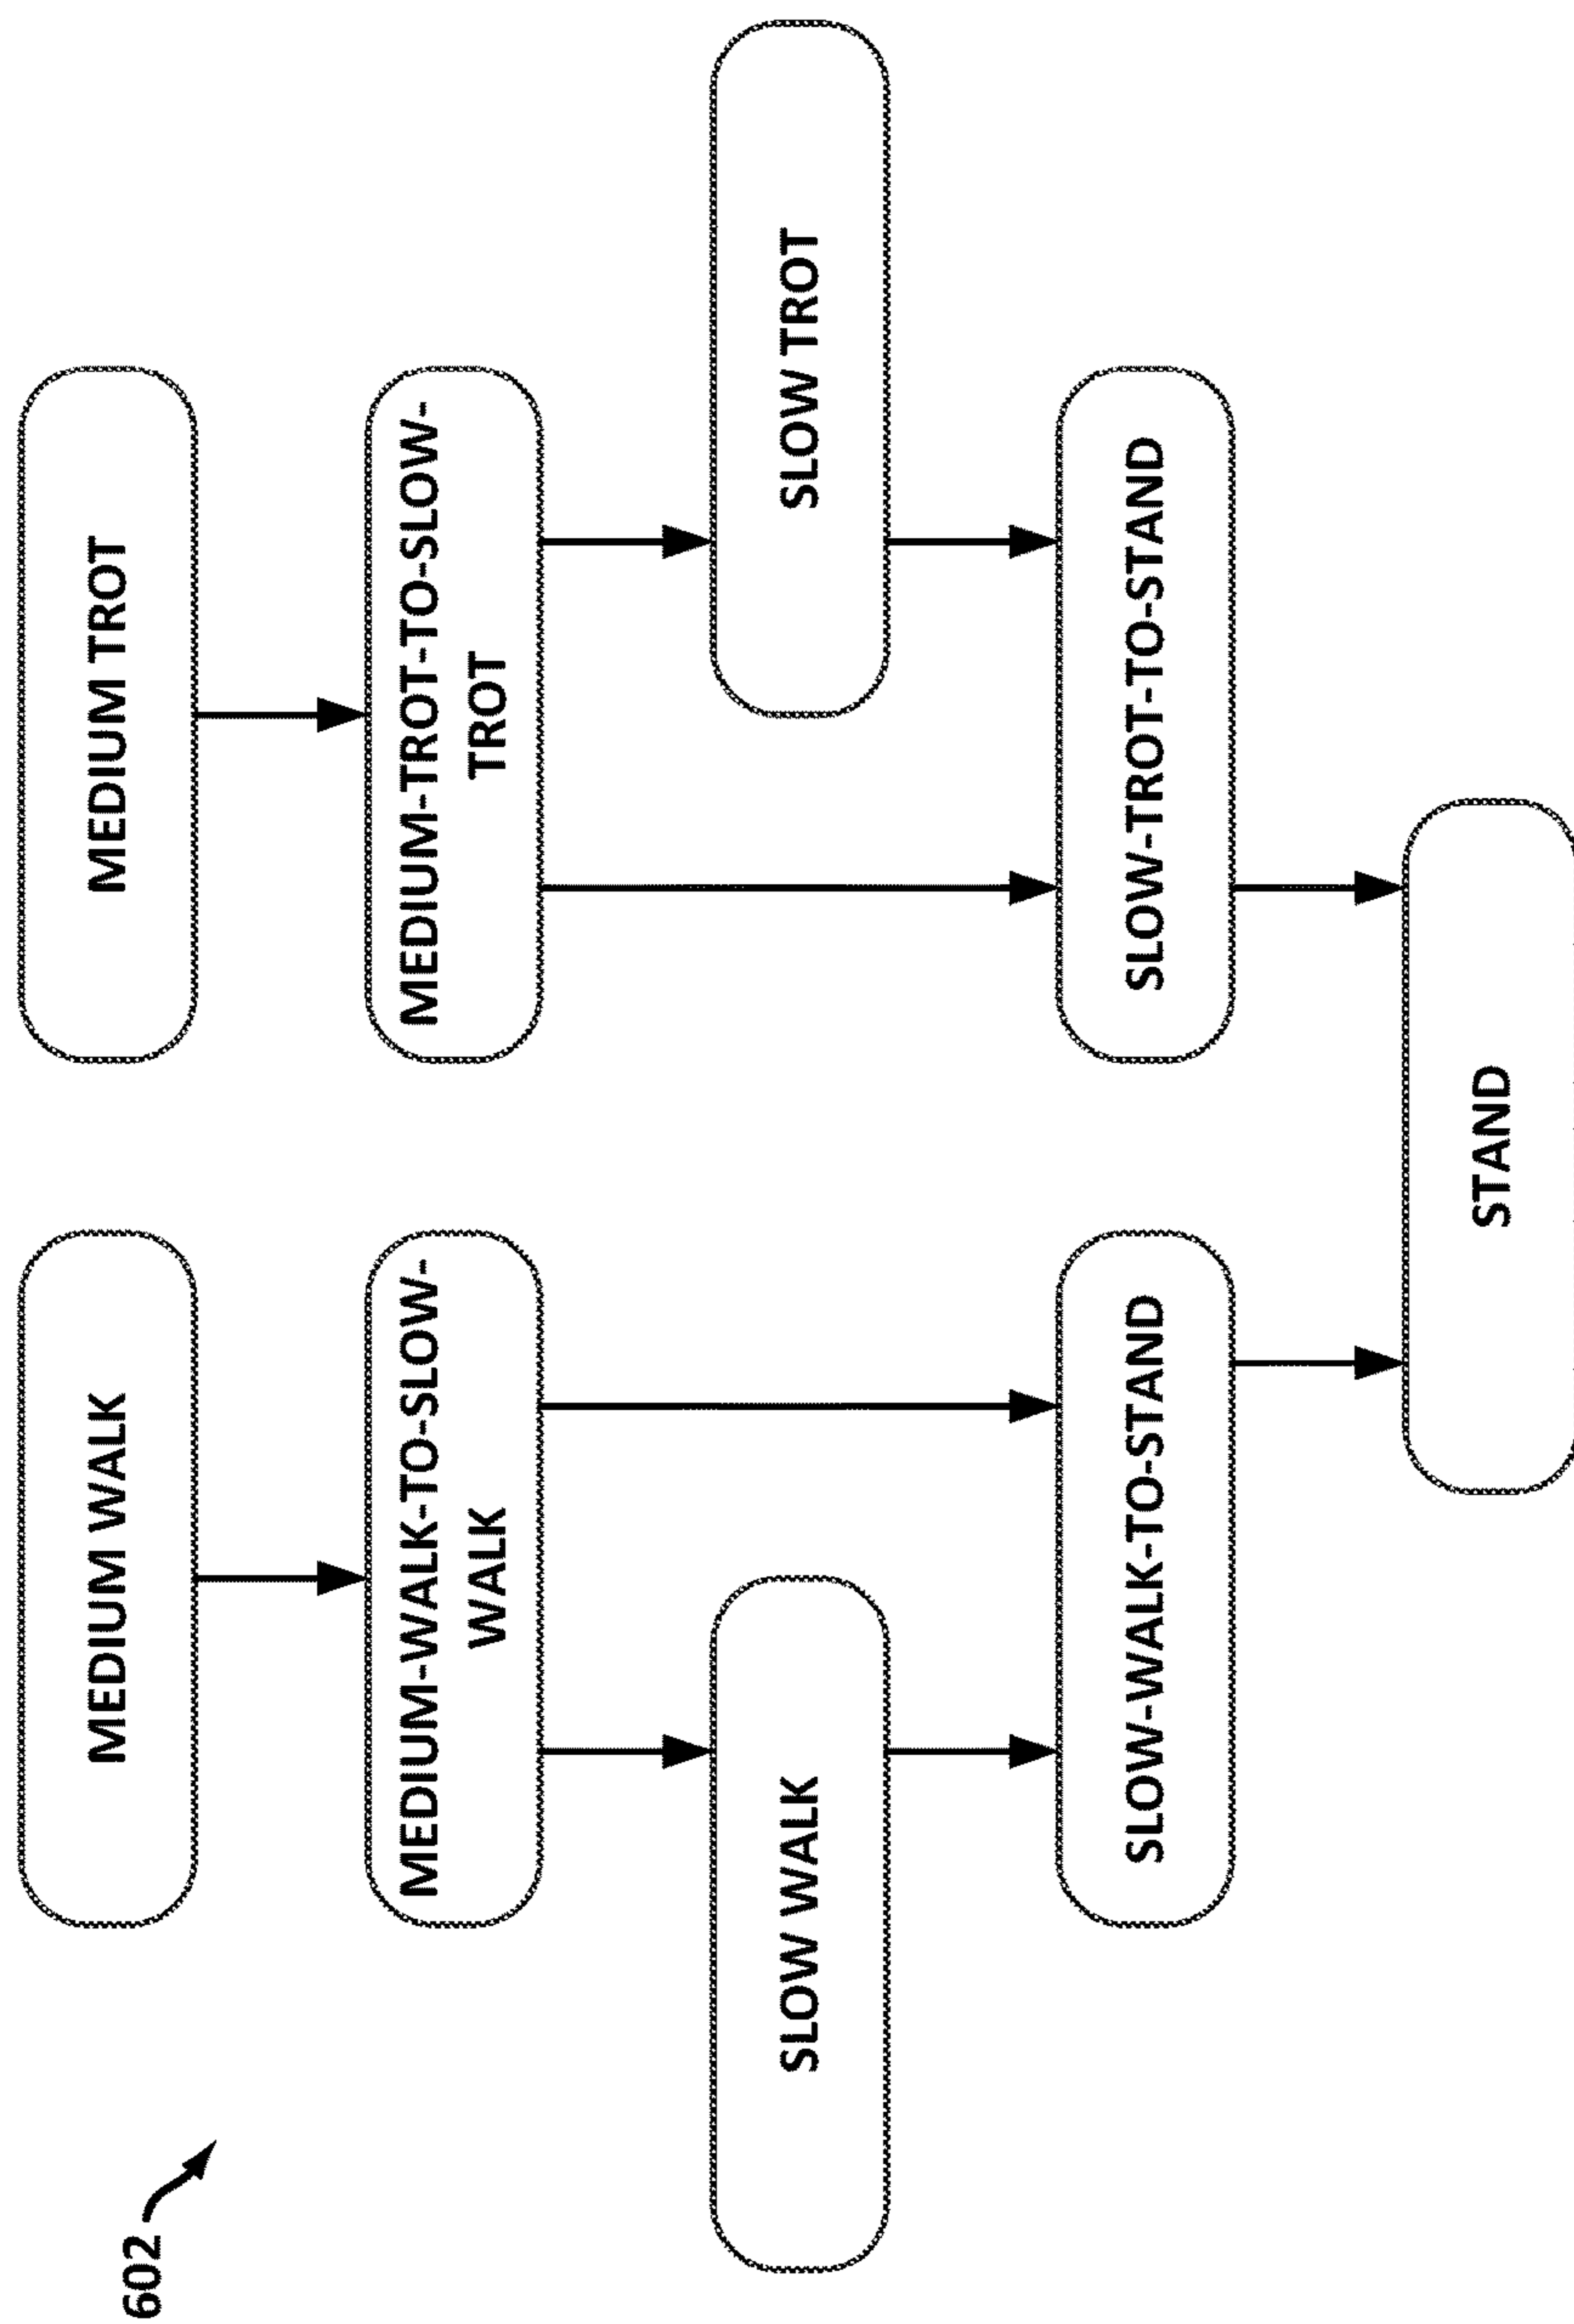 602
MEDIUM WALK
MEDIUM TROT
MEDIUM-WALK-TO-SLOW-
WALK
MEDIUM-TROT-TO-SLOW-
TROT
SLOW WALK
SLOW TROT
SLOW-WALK-TO-STAND
SLOW-TROT-TO-STAND
STAND